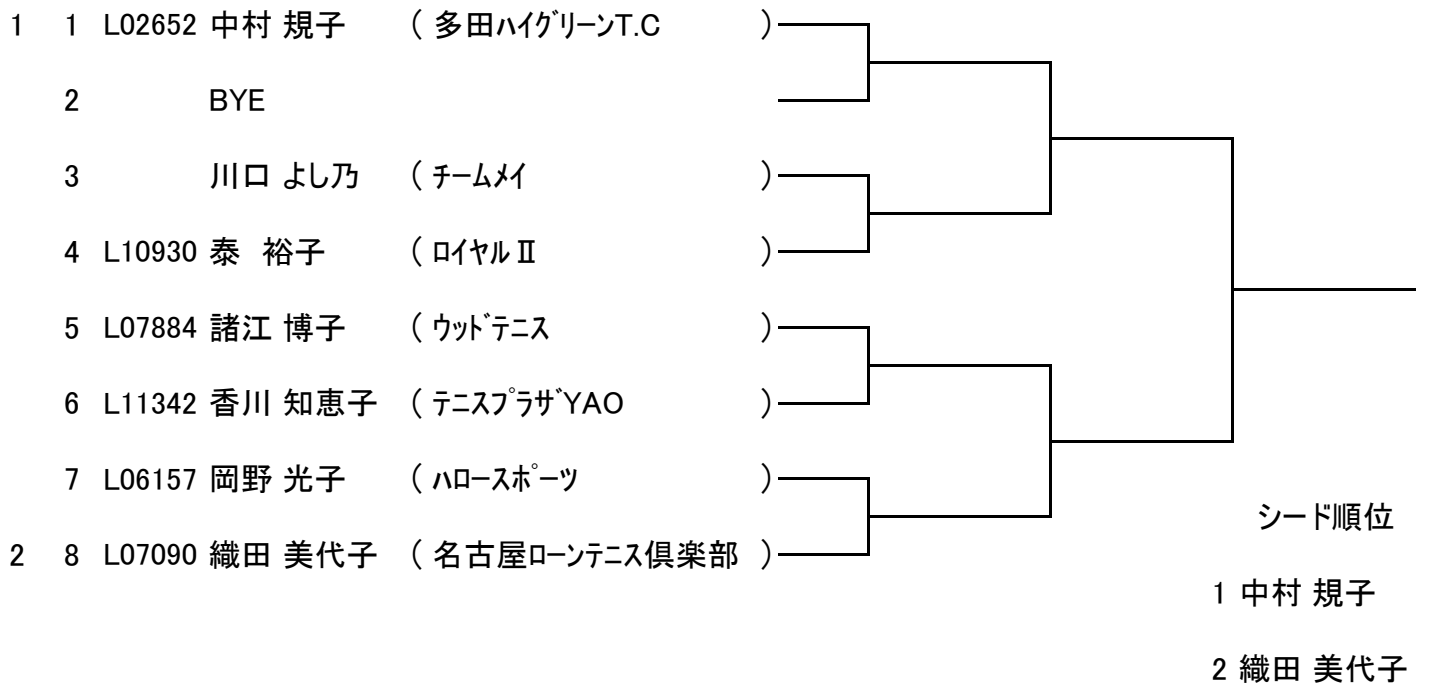 1 1 L02652 中村 規子 ( 多田ﾊｲｸﾞﾘｰﾝT.C )
2 BYE
3 川口 よし乃 ( ﾁｰﾑﾒｲ )
4 L10930 泰 裕子 ( ﾛｲﾔﾙⅡ )
5 L07884 諸江 博子 ( ｳｯﾄﾞﾃﾆｽ )
6 L11342 香川 知恵子 ( ﾃﾆｽﾌﾟﾗｻﾞYAO )
7 L06157 岡野 光子 ( ﾊﾛｰｽﾎﾟｰﾂ )
2 8 L07090 織田 美代子 ( 名古屋ﾛｰﾝﾃﾆｽ倶楽部 )
シード順位
1 中村 規子
2 織田 美代子